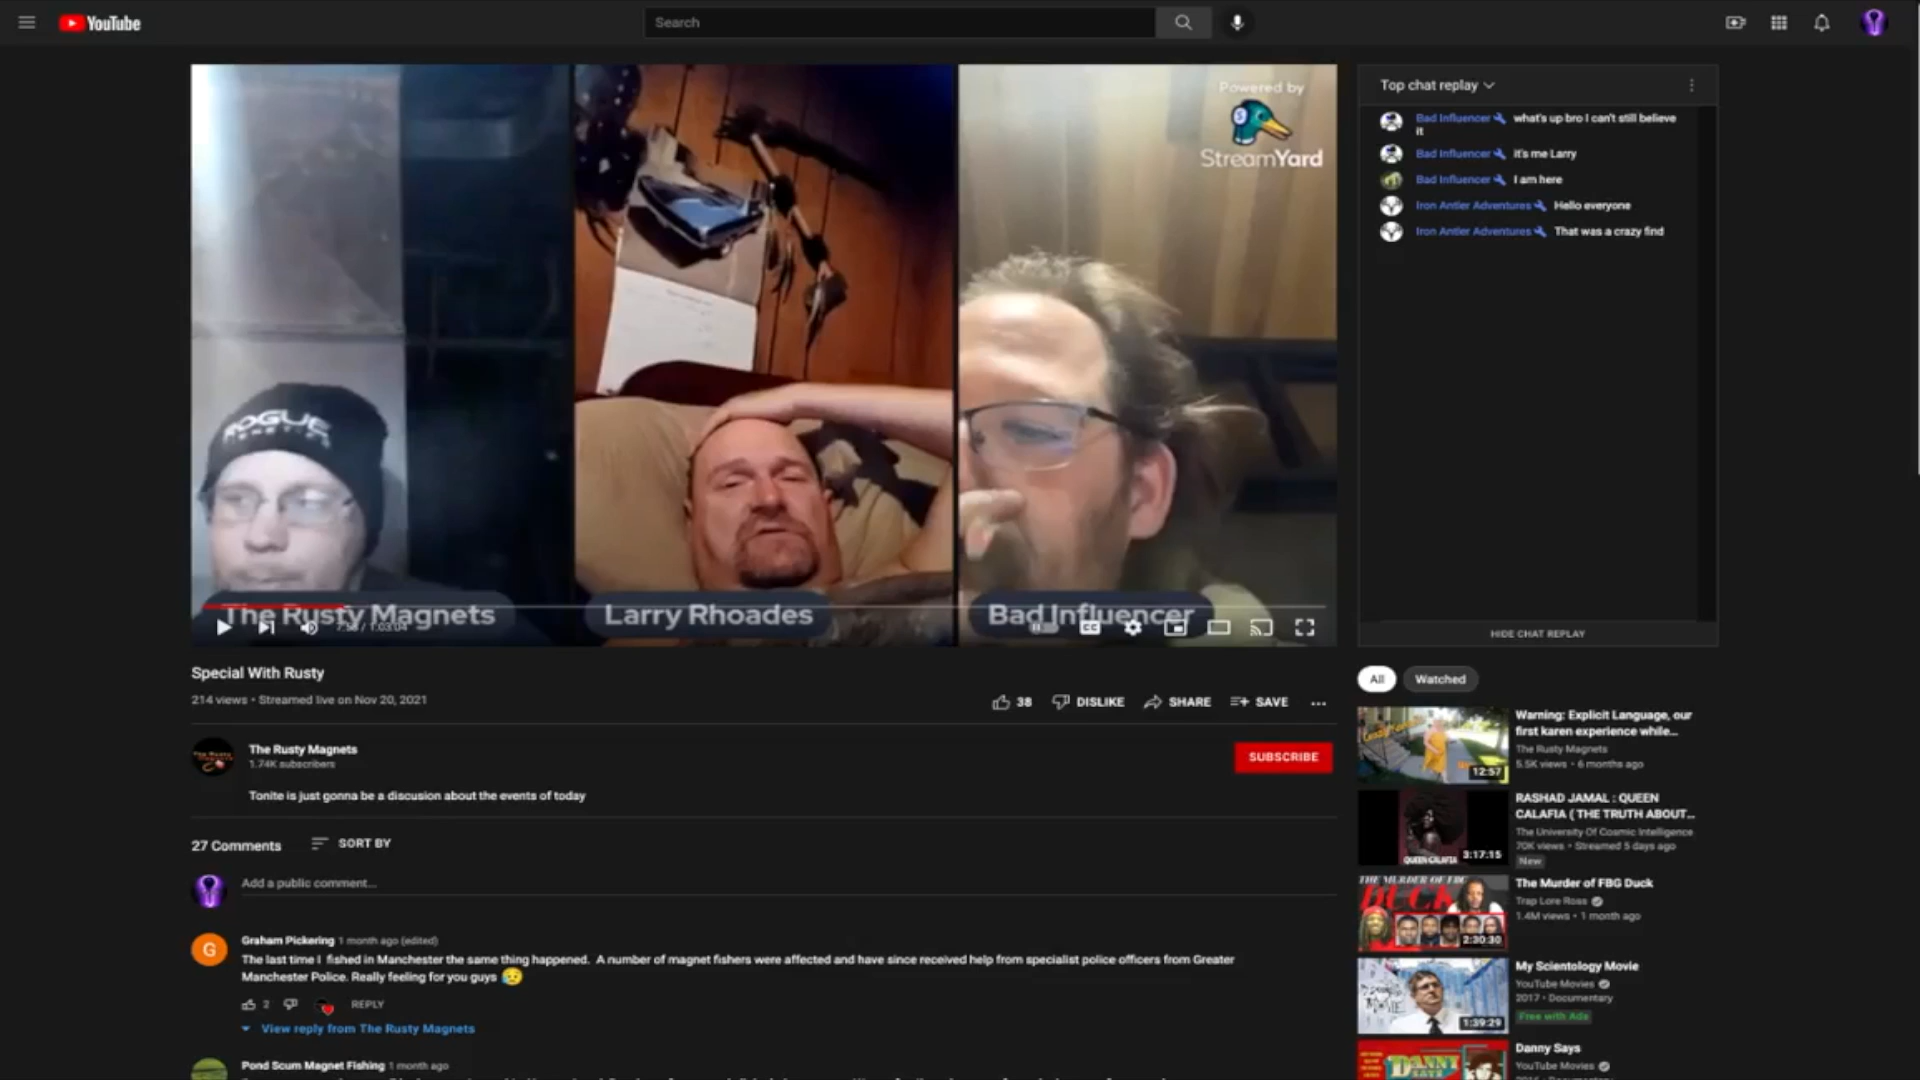 YouTube
Search
Powered by
StreamYard
ROGUE
The Rusty Magnets
Larry Rhoades
Bad Influencer
Top chat replay
Bad Influencer what's up bro I can't still believe
it
Bad Influencer it's me Larry
Bad Influencer I am here
Iron Antler Adventures Hello everyone
Iron Antler Adventures That was a crazy find
HIDE CHAT REPLAY
Special With Rusty
214 views • Streamed live on Nov 20, 2021
38 DISLIKE SHARE SAVE
The Rusty Magnets
1.74K subscribers
SUBSCRIBE
Tonite is just gonna be a discusion about the events of today
27 Comments SORT BY
Add a public comment...
G
Graham Pickering 1 month ago (edited)
The last time I fished in Manchester the same thing happened. A number of magnet fishers were affected and have since received help from specialist police officers from Greater
Manchester Police. Really feeling for you guys
2 REPLY
View reply from The Rusty Magnets
Pond Scum Magnet Fishing 1 month ago
All Watched
12:57
Warning: Explicit Language, our
first karen experience while...
The Rusty Magnets
5.5K views • 6 months ago
QUEEN CALAFIA
3:17:15
RASHAD JAMAL : QUEEN
CALAFIA ( THE TRUTH ABOUT...
The University Of Cosmic Intelligence
70K views • Streamed 5 days ago
New
THE MURDER OF FBG
DUCK
2:30:30
The Murder of FBG Duck
Trap Lore Ross
1.4M views • 1 month ago
1:39:29
My Scientology Movie
YouTube Movies
2017 • Documentary
Free with Ads
DANNY
SAYS
Danny Says
YouTube Movies